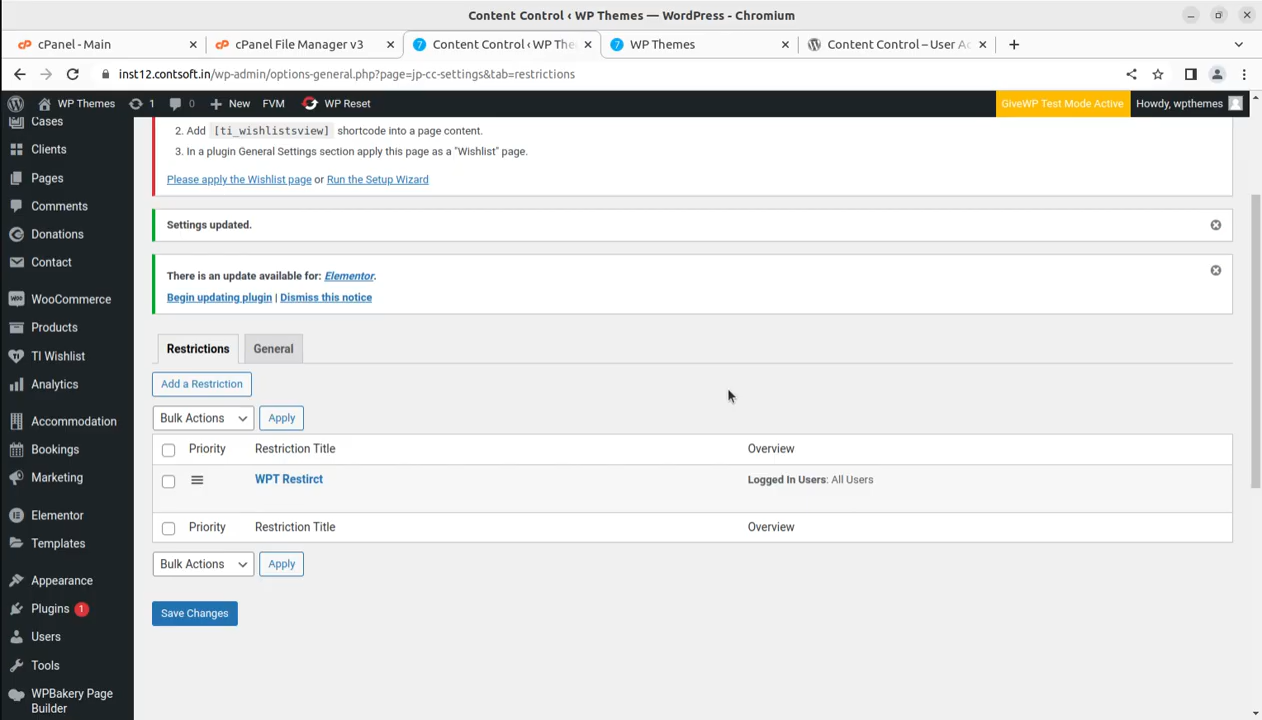 Content Control ‹ WP Themes — WordPress - Chromium
cPanel - Main
cPanel File Manager v3
Content Control ‹ WP The
WP Themes
Content Control – User Ac
inst12.contsoft.in/wp-admin/options-general.php?page=jp-cc-settings&tab=restrictions
WP Themes 1 0 New FVM WP Reset GiveWP Test Mode Active Howdy, wpthemes
Cases
Clients
Pages
Comments
Donations
Contact
WooCommerce
Products
TI Wishlist
Analytics
Accommodation
Bookings
Marketing
Elementor
Templates
Appearance
Plugins 1
Users
Tools
WPBakery Page
Builder
2. Add [ti_wishlistsview] shortcode into a page content.
3. In a plugin General Settings section apply this page as a "Wishlist" page.
Please apply the Wishlist page or Run the Setup Wizard
Settings updated.
There is an update available for: Elementor.
Begin updating plugin | Dismiss this notice
Restrictions General
Add a Restriction
Bulk Actions Apply
Priority Restriction Title Overview
WPT Restirct Logged In Users: All Users
Priority Restriction Title Overview
Bulk Actions Apply
Save Changes